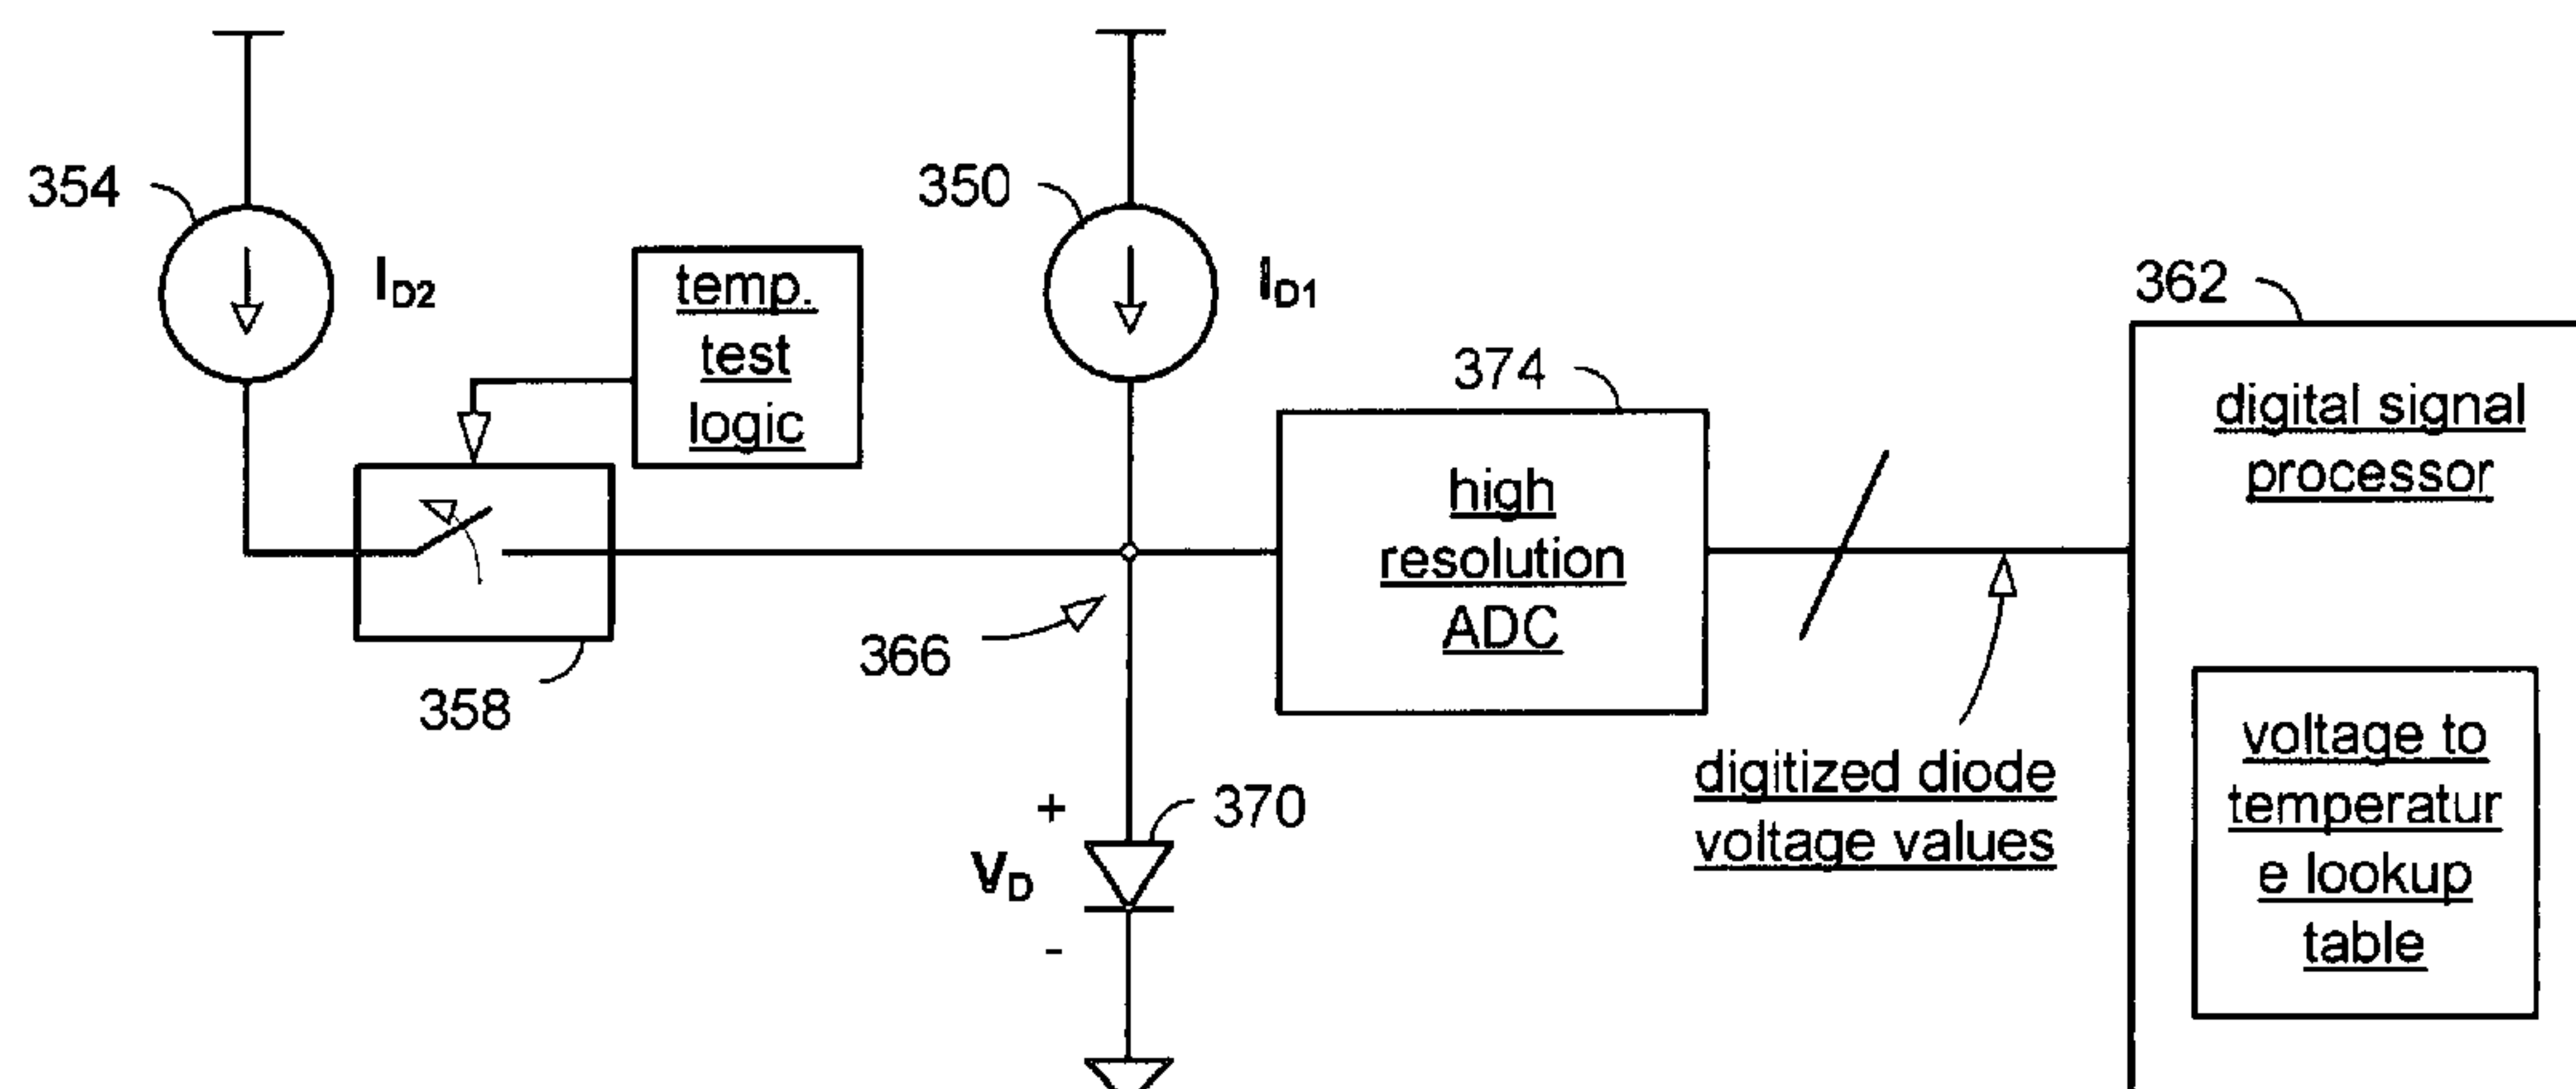 354
I_D2
temp.
test
logic
358
350
I_D1
366
V_D
+
-
370
374
high
resolution
ADC
digitized diode
voltage values
362
digital signal
processor
voltage to
temperatur
e lookup
table